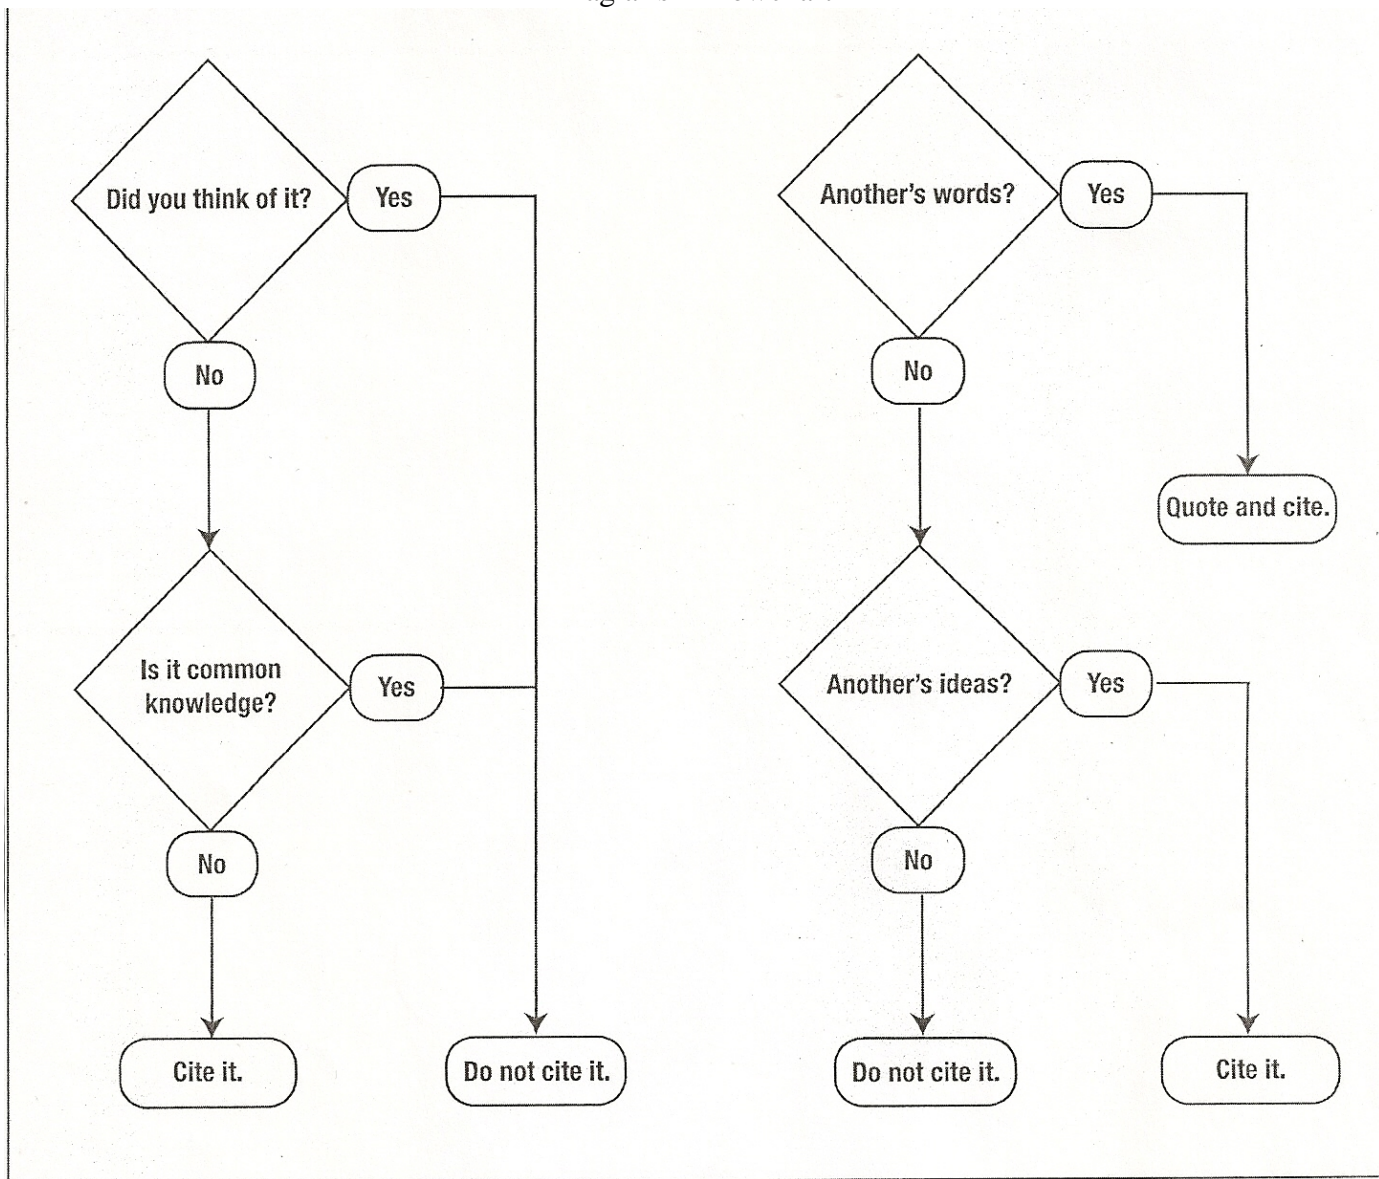 Did you think of it?
Yes
No
Is it common
knowledge?
Yes
No
Cite it.
Do not cite it.
Another's words?
Yes
No
Quote and cite.
Another's ideas?
Yes
No
Do not cite it.
Cite it.